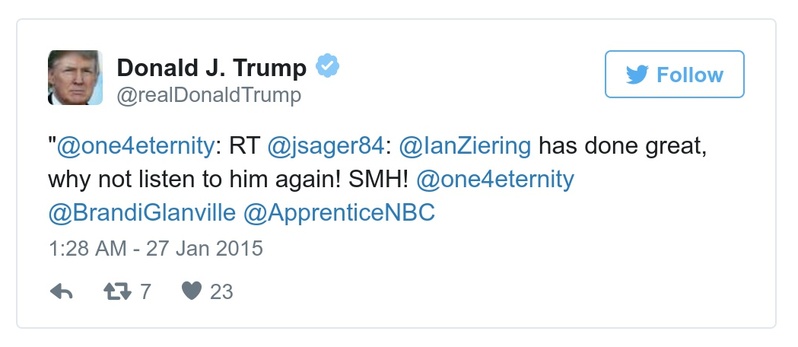 Donald J. Trump
@realDonaldTrump
Follow
"@one4eternity: RT @jsager84: @IanZiering has done great,
why not listen to him again! SMH! @one4eternity
@BrandiGlanville @ApprenticeNBC
1:28 AM - 27 Jan 2015
7 23